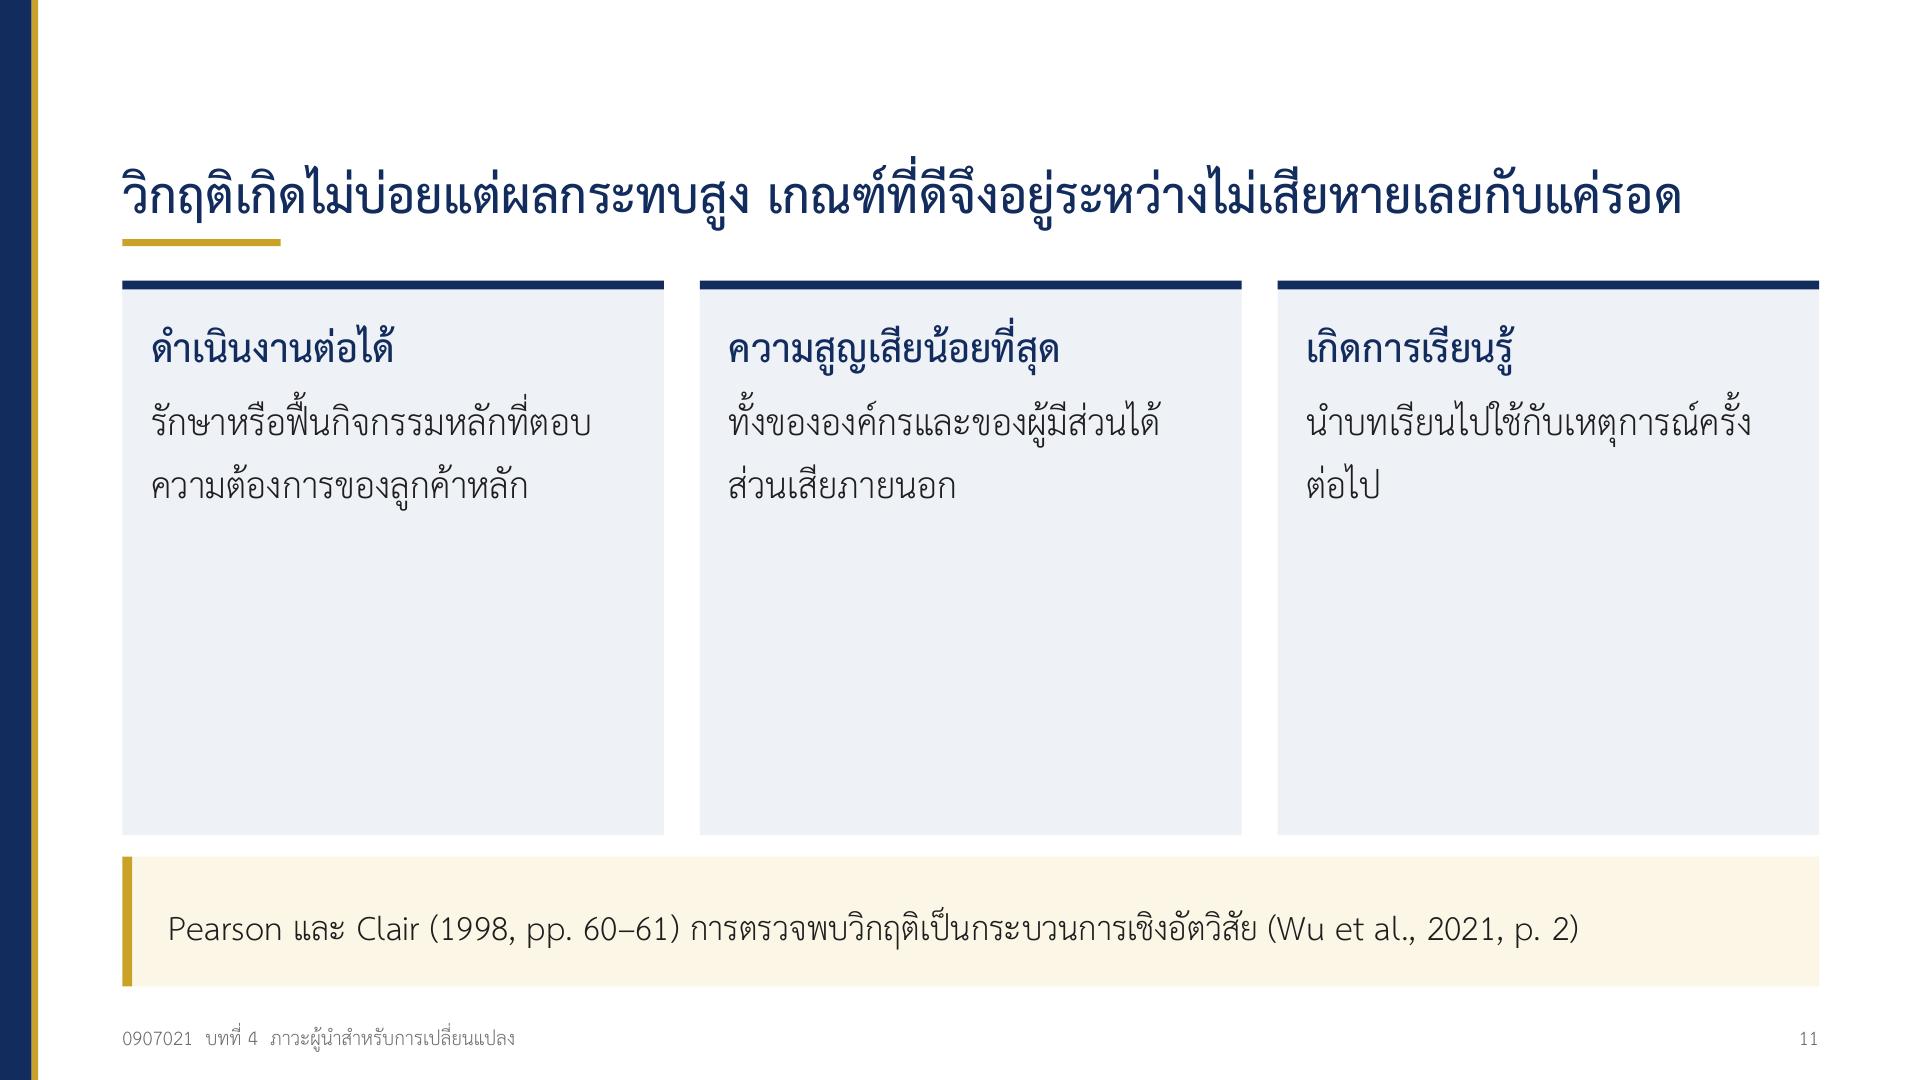 วิกฤติเกิดไม่บ่อยแต่ผลกระทบสูง เกณฑ์ที่ดีจึงอยู่ระหว่างไม่เสียหายเลยกับแค่รอด
ดำเนินงานต่อได้
รักษาหรือฟื้นกิจกรรมหลักที่ตอบ
ความต้องการของลูกค้าหลัก
ความสูญเสียน้อยที่สุด
ทั้งขององค์กรและของผู้มีส่วนได้
ส่วนเสียภายนอก
เกิดการเรียนรู้
นำบทเรียนไปใช้กับเหตุการณ์ครั้ง
ต่อไป
Pearson และ Clair (1998, pp. 60–61) การตรวจพบวิกฤติเป็นกระบวนการเชิงอัตวิสัย (Wu et al., 2021, p. 2)
0907021 บทที่ 4 ภาวะผู้นำสำหรับการเปลี่ยนแปลง
11